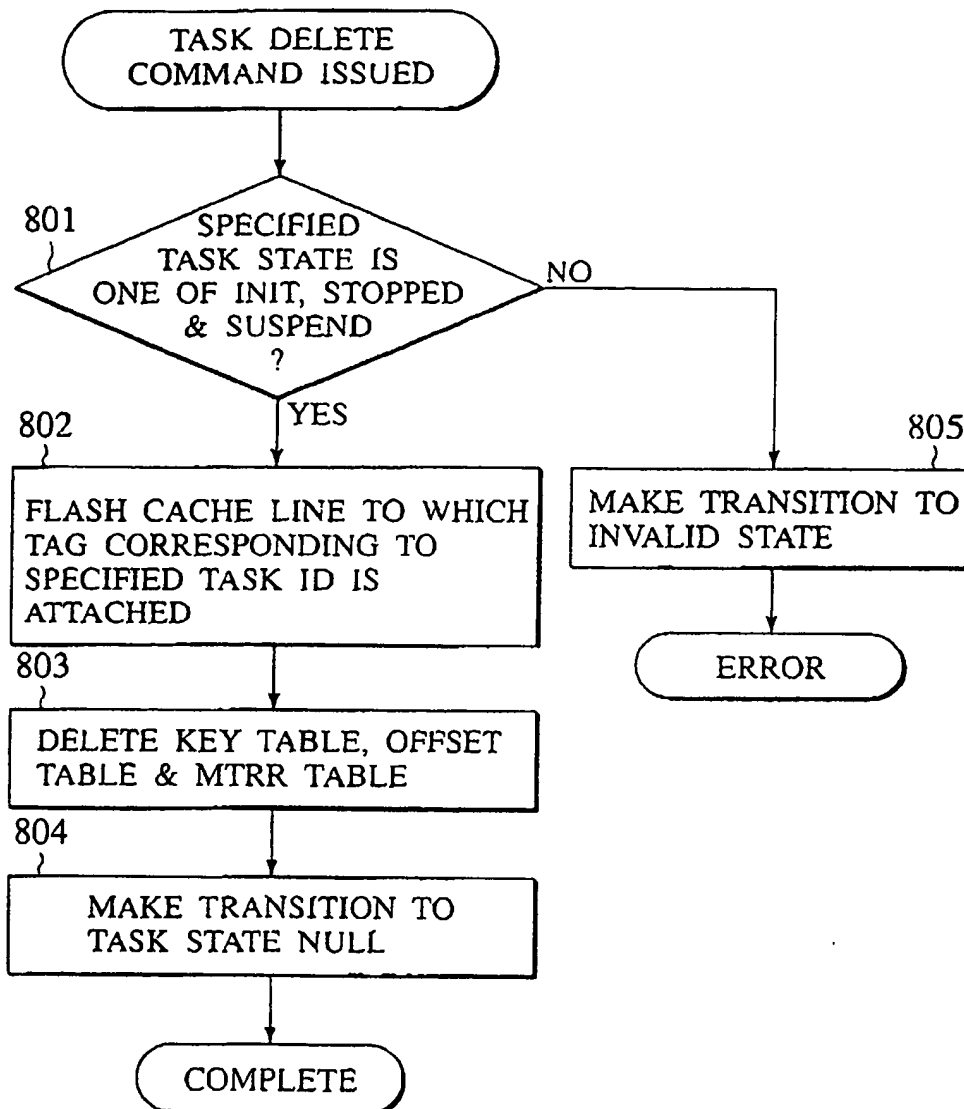 TASK DELETE
COMMAND ISSUED
801
SPECIFIED
TASK STATE IS
ONE OF INIT, STOPPED
& SUSPEND
?
NO
YES
802
FLASH CACHE LINE TO WHICH
TAG CORRESPONDING TO
SPECIFIED TASK ID IS
ATTACHED
805
MAKE TRANSITION TO
INVALID STATE
ERROR
803
DELETE KEY TABLE, OFFSET
TABLE & MTRR TABLE
804
MAKE TRANSITION TO
TASK STATE NULL
COMPLETE